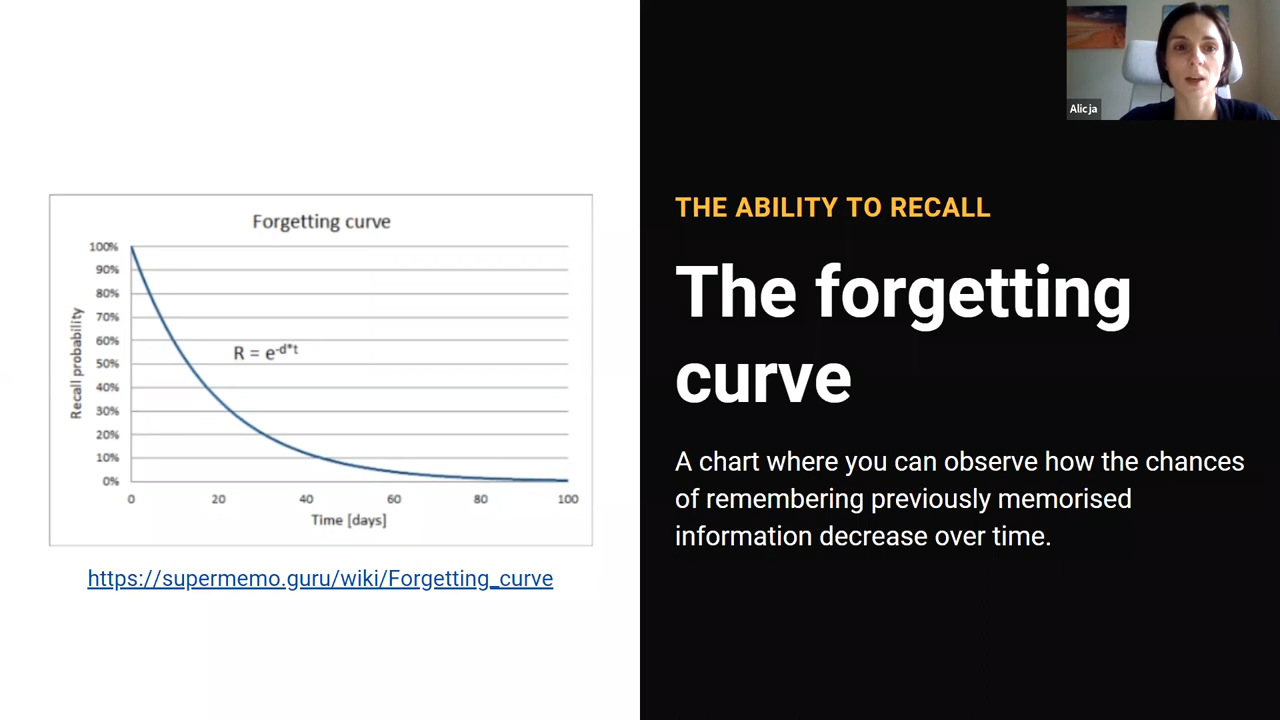 Alicja
THE ABILITY TO RECALL
The forgetting
curve
A chart where you can observe how the chances
of remembering previously memorised
information decrease over time.
Forgetting curve
100%
90%
80%
70%
60%
50%
40%
30%
20%
10%
0%
Recall probability
R = e-d*t
0 20 40 60 80 100
Time [days]
https://supermemo.guru/wiki/Forgetting_curve